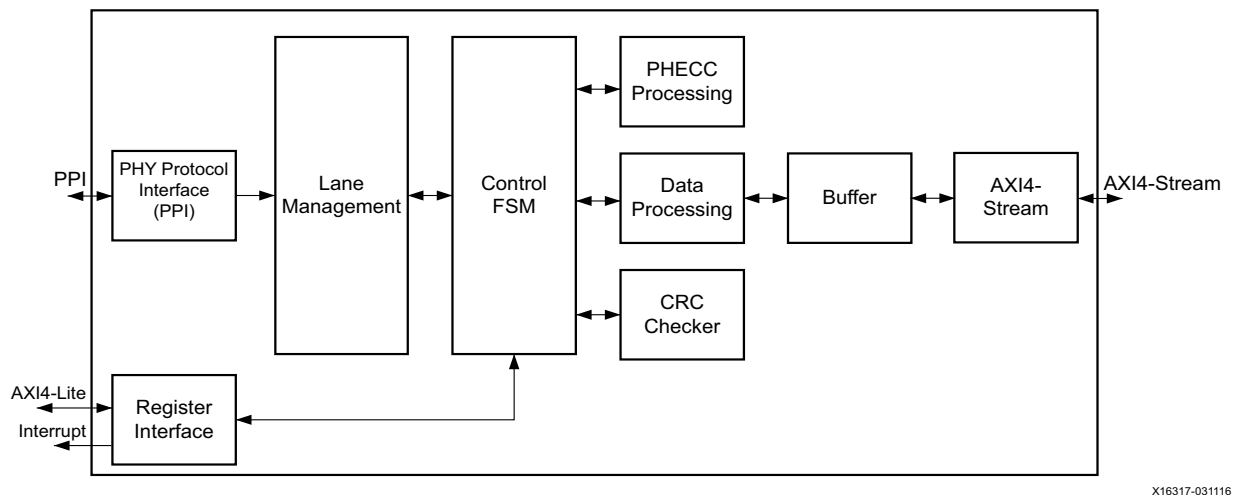 PHECC
Processing
PPI
PHY Protocol
Interface
(PPI)
Lane
Management
Control
FSM
Data
Processing
Buffer
AXI4-
Stream
AXI4-Stream
CRC
Checker
AXI4-Lite
Interrupt
Register
Interface
X16317-031116